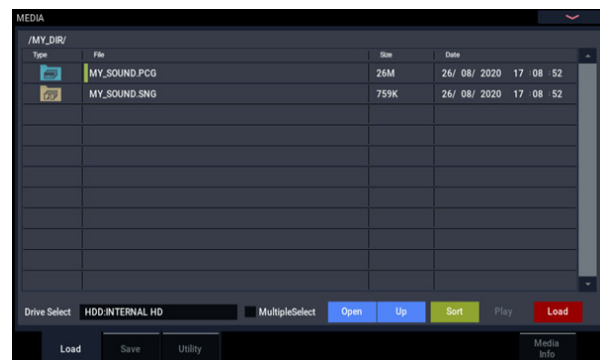 MEDIA
/MY_DIR/
Type File Size Date
MY_SOUND.PCG 26M 26/ 08/ 2020 17 :08 :52
MY_SOUND.SNG 759K 26/ 08/ 2020 17 :08 :52
Drive Select HDD:INTERNAL HD MultipleSelect Open Up Sort Play Load
Load Save Utility Media
Info